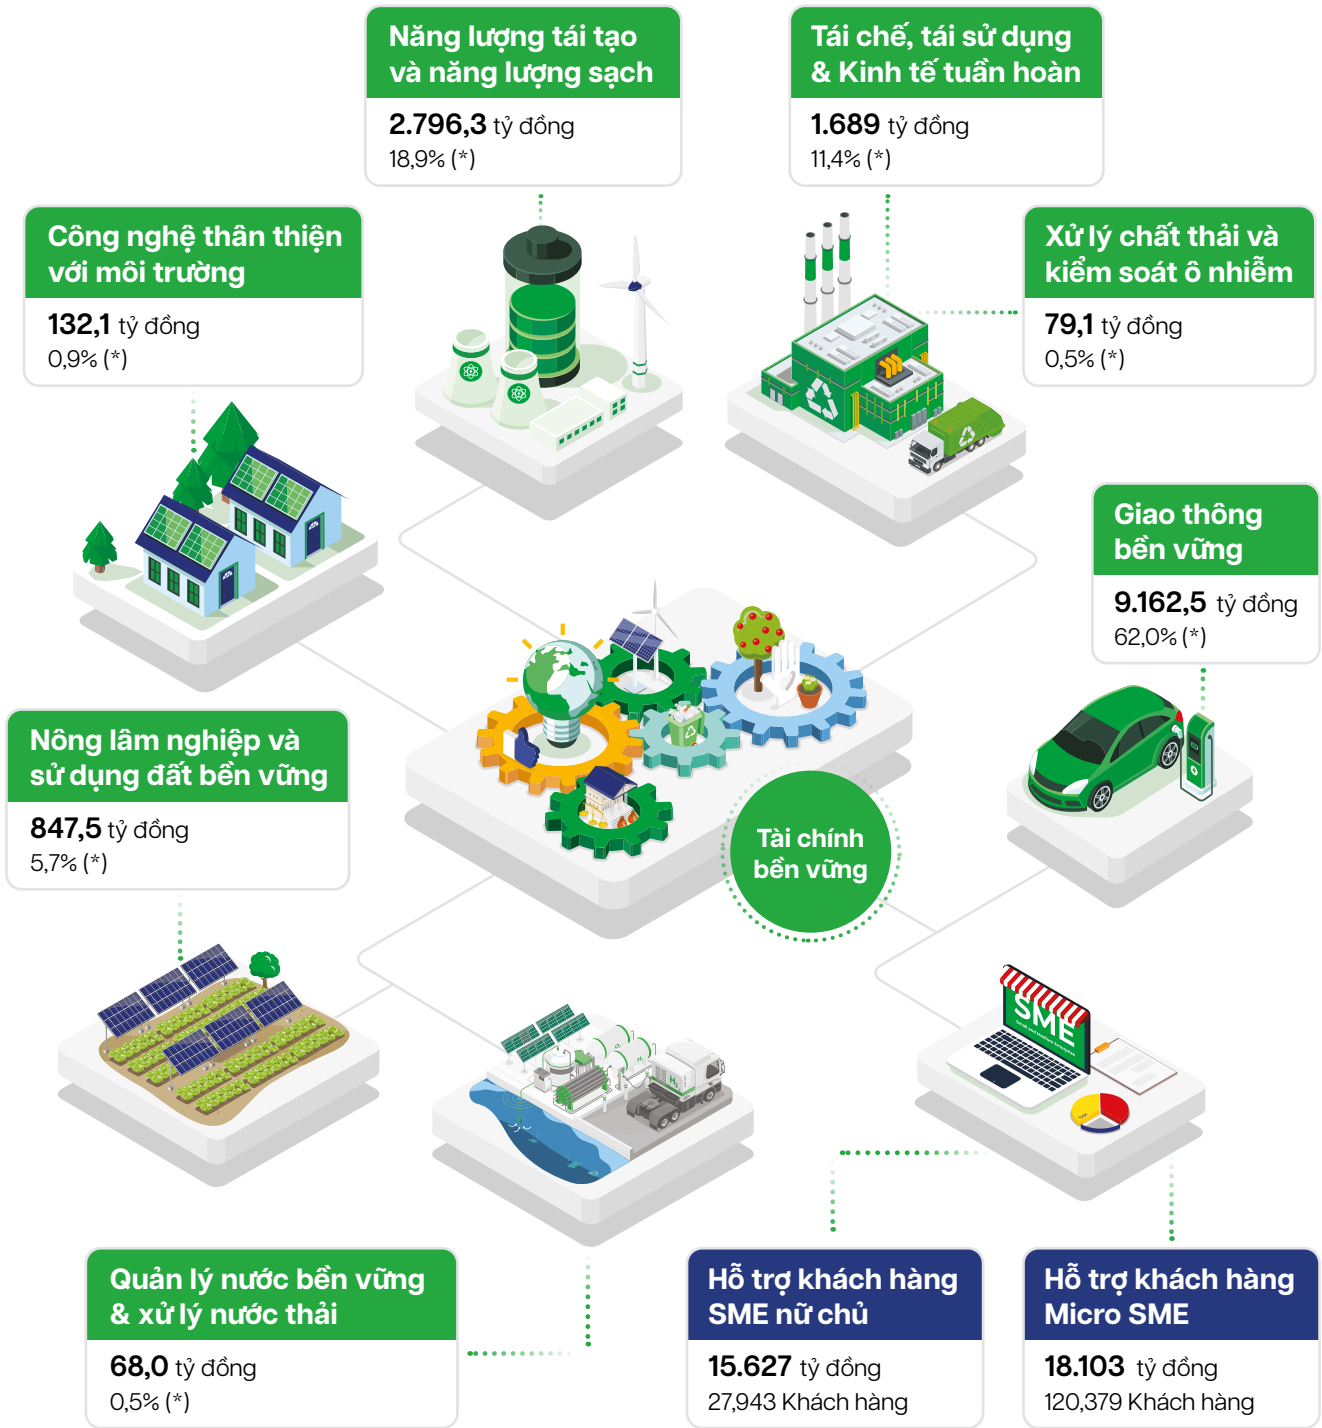 Năng lượng tái tạo
và năng lượng sạch
2.796,3 tỷ đồng
18,9% (*)
Tái chế, tái sử dụng
& Kinh tế tuần hoàn
1.689 tỷ đồng
11,4% (*)
Công nghệ thân thiện
với môi trường
132,1 tỷ đồng
0,9% (*)
Xử lý chất thải và
kiểm soát ô nhiễm
79,1 tỷ đồng
0,5% (*)
Giao thông
bền vững
9.162,5 tỷ đồng
62,0% (*)
Nông lâm nghiệp và
sử dụng đất bền vững
847,5 tỷ đồng
5,7% (*)
Tài chính
bền vững
SME
Small and Medium Enterprise
H₂
Quản lý nước bền vững
& xử lý nước thải
68,0 tỷ đồng
0,5% (*)
Hỗ trợ khách hàng
SME nữ chủ
15.627 tỷ đồng
27,943 Khách hàng
Hỗ trợ khách hàng
Micro SME
18.103 tỷ đồng
120,379 Khách hàng